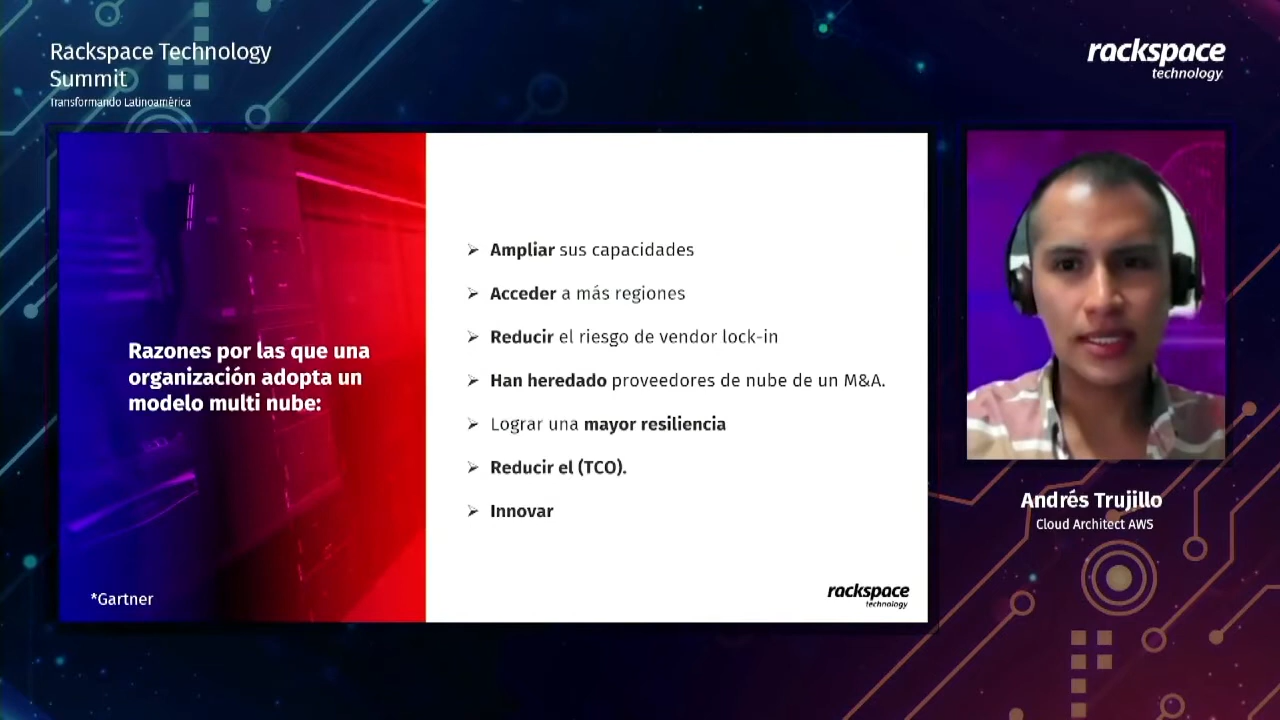 Rackspace Technology
Summit
Transformando Latinoamérica
rackspace
technology
Razones por las que una
organización adopta un
modelo multi nube:
*Gartner
➢ Ampliar sus capacidades
➢ Acceder a más regiones
➢ Reducir el riesgo de vendor lock-in
➢ Han heredado proveedores de nube de un M&A.
➢ Lograr una mayor resiliencia
➢ Reducir el (TCO).
➢ Innovar
rackspace
technology
Andrés Trujillo
Cloud Architect AWS